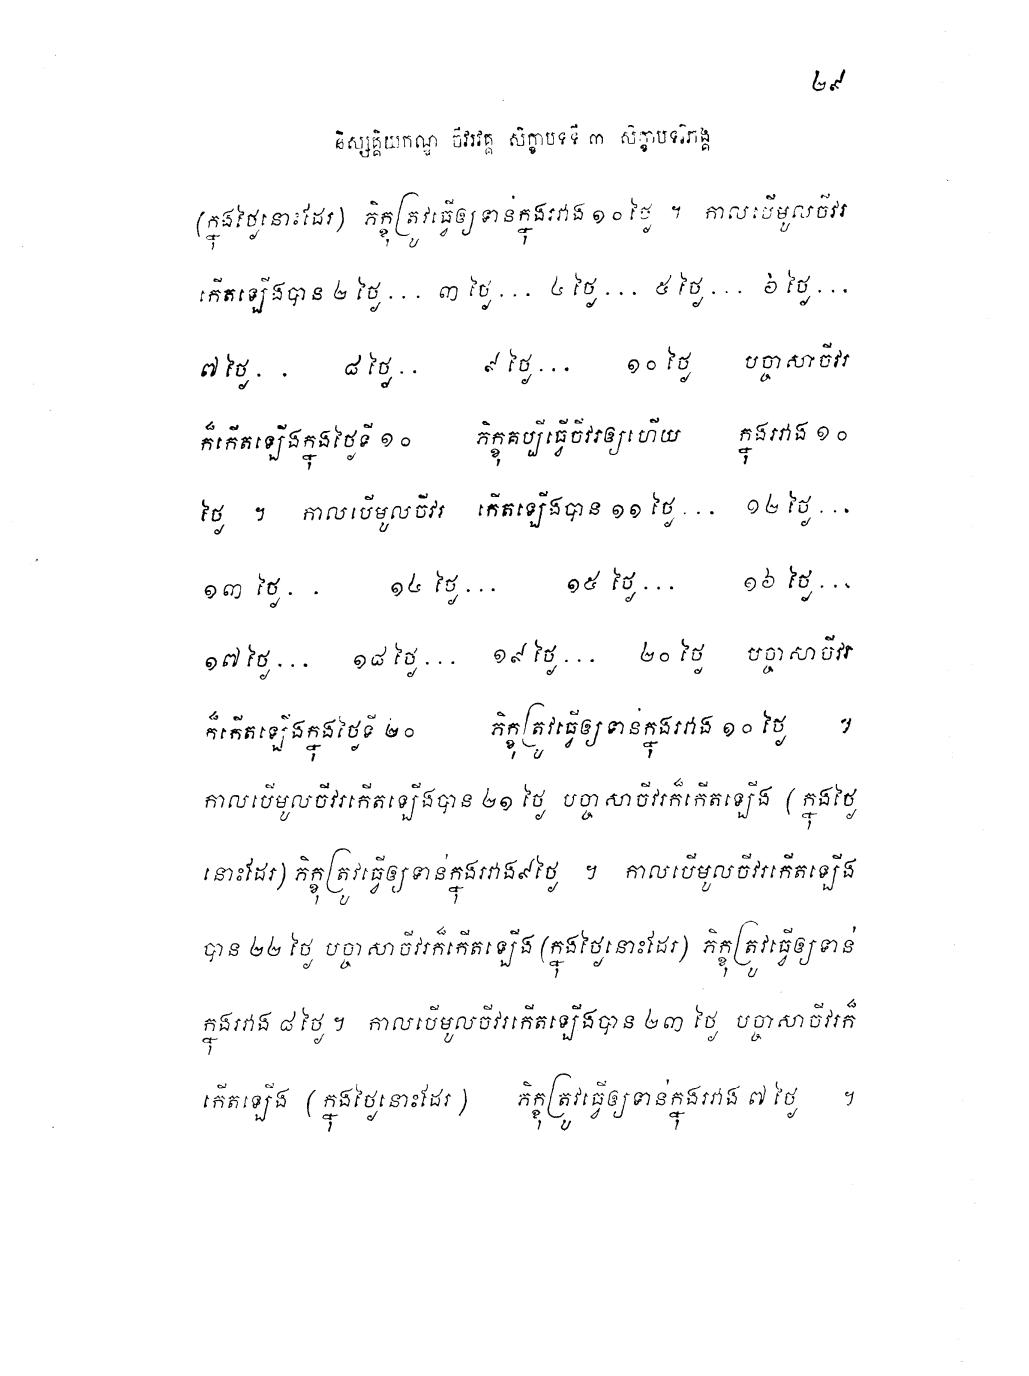 ២៩
និស្សគ្គិយកណ្ឌ ចីវរវគ្គ សិក្ខាបទទី ៣ សិក្ខាបទវិភង្គ
(ក្នុងថ្ងៃនោះដែរ) ភិក្ខុត្រូវធ្វើឲ្យទាន់ក្នុងរវាង ១០ ថ្ងៃ ។ កាលបើមូលចីវរ
កើតឡើងបាន ២ ថ្ងៃ... ៣ ថ្ងៃ... ៤ ថ្ងៃ... ៥ ថ្ងៃ... ៦ ថ្ងៃ...
៧ ថ្ងៃ. . ៨ ថ្ងៃ.. ៩ ថ្ងៃ... ១០ ថ្ងៃ បច្ចាសាចីវរ
ក៏កើតឡើងក្នុងថ្ងៃទី ១០ ភិក្ខុគប្បីធ្វើចីវរឲ្យហើយ ក្នុងរវាង ១០
ថ្ងៃ ។ កាលបើមូលចីវរ កើតឡើងបាន ១១ ថ្ងៃ... ១២ ថ្ងៃ...
១៣ ថ្ងៃ. . ១៤ ថ្ងៃ... ១៥ ថ្ងៃ... ១៦ ថ្ងៃ...
១៧ ថ្ងៃ... ១៨ ថ្ងៃ... ១៩ ថ្ងៃ... ២០ ថ្ងៃ បច្ចាសាចីវរ
ក៏កើតឡើងក្នុងថ្ងៃទី ២០ ភិក្ខុត្រូវធ្វើឲ្យទាន់ក្នុងរវាង ១០ ថ្ងៃ ។
កាលបើមូលចីវរកើតឡើងបាន ២១ ថ្ងៃ បច្ចាសាចីវរក៏កើតឡើង (ក្នុងថ្ងៃ
នោះដែរ) ភិក្ខុត្រូវធ្វើឲ្យទាន់ក្នុងរវាង៩ថ្ងៃ ។ កាលបើមូលចីវរកើតឡើង
បាន ២២ ថ្ងៃ បច្ចាសាចីវរក៏កើតឡើង (ក្នុងថ្ងៃនោះដែរ) ភិក្ខុត្រូវធ្វើឲ្យទាន់
ក្នុងរវាង ៨ ថ្ងៃ ។ កាលបើមូលចីវរកើតឡើងបាន ២៣ ថ្ងៃ បច្ចាសាចីវរក៏
កើតឡើង (ក្នុងថ្ងៃនោះដែរ) ភិក្ខុត្រូវធ្វើឲ្យទាន់ក្នុងរវាង ៧ ថ្ងៃ ។